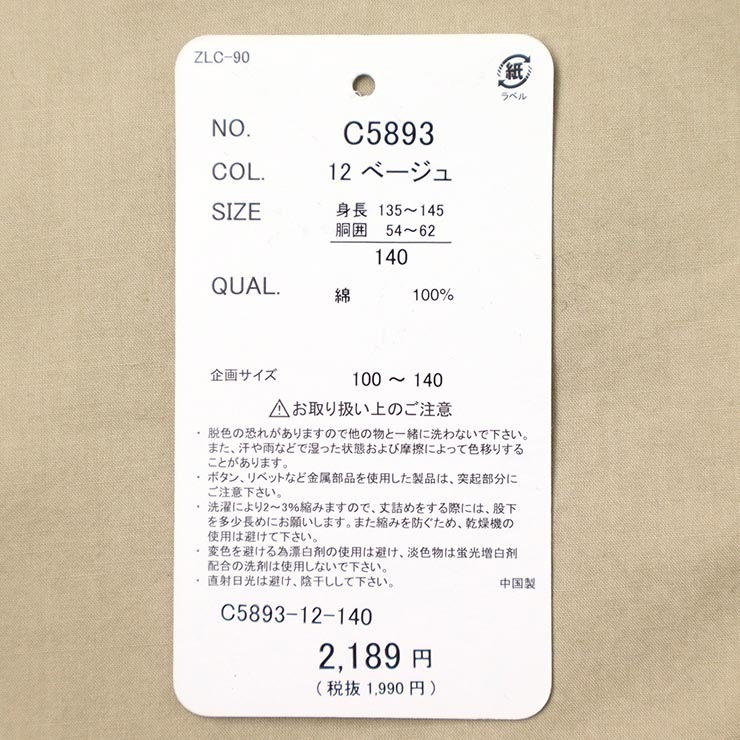 ZLC-90
紙
ラベル
NO. C5893
COL. 12 ベージュ
SIZE 身長 135～145
胴囲 54～62
140
QUAL. 綿 100%
企画サイズ 100 ～ 140
⚠お取り扱い上のご注意
・脱色の恐れがありますので他の物と一緒に洗わないで下さい。
また、汗や雨などで湿った状態および摩擦によって色移りする
ことがあります。
・ボタン、リベットなど金属部品を使用した製品は、突起部分に
ご注意下さい。
・洗濯により2～3%縮みますので、丈詰めをする際には、股下
を多少長めにお願いします。また縮みを防ぐため、乾燥機の
使用は避けて下さい。
・変色を避ける為漂白剤の使用は避け、淡色物は蛍光増白剤
配合の洗剤は使用しないで下さい。
・直射日光は避け、陰干しして下さい。 中国製
C5893-12-140
2,189 円
(税抜 1,990 円)